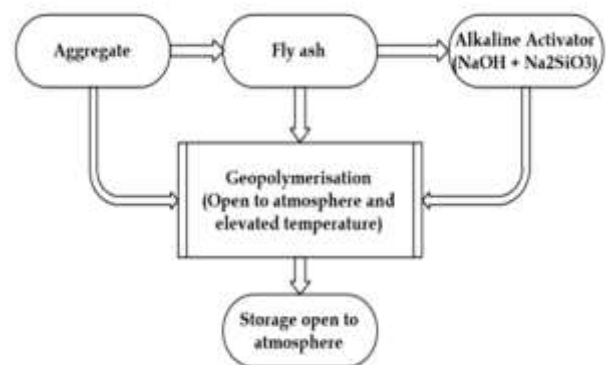 Aggregate
Fly ash
Alkaline Activator
(NaOH + Na2SiO3)
Geopolymerisation
(Open to atmosphere and
elevated temperature)
Storage open to
atmosphere